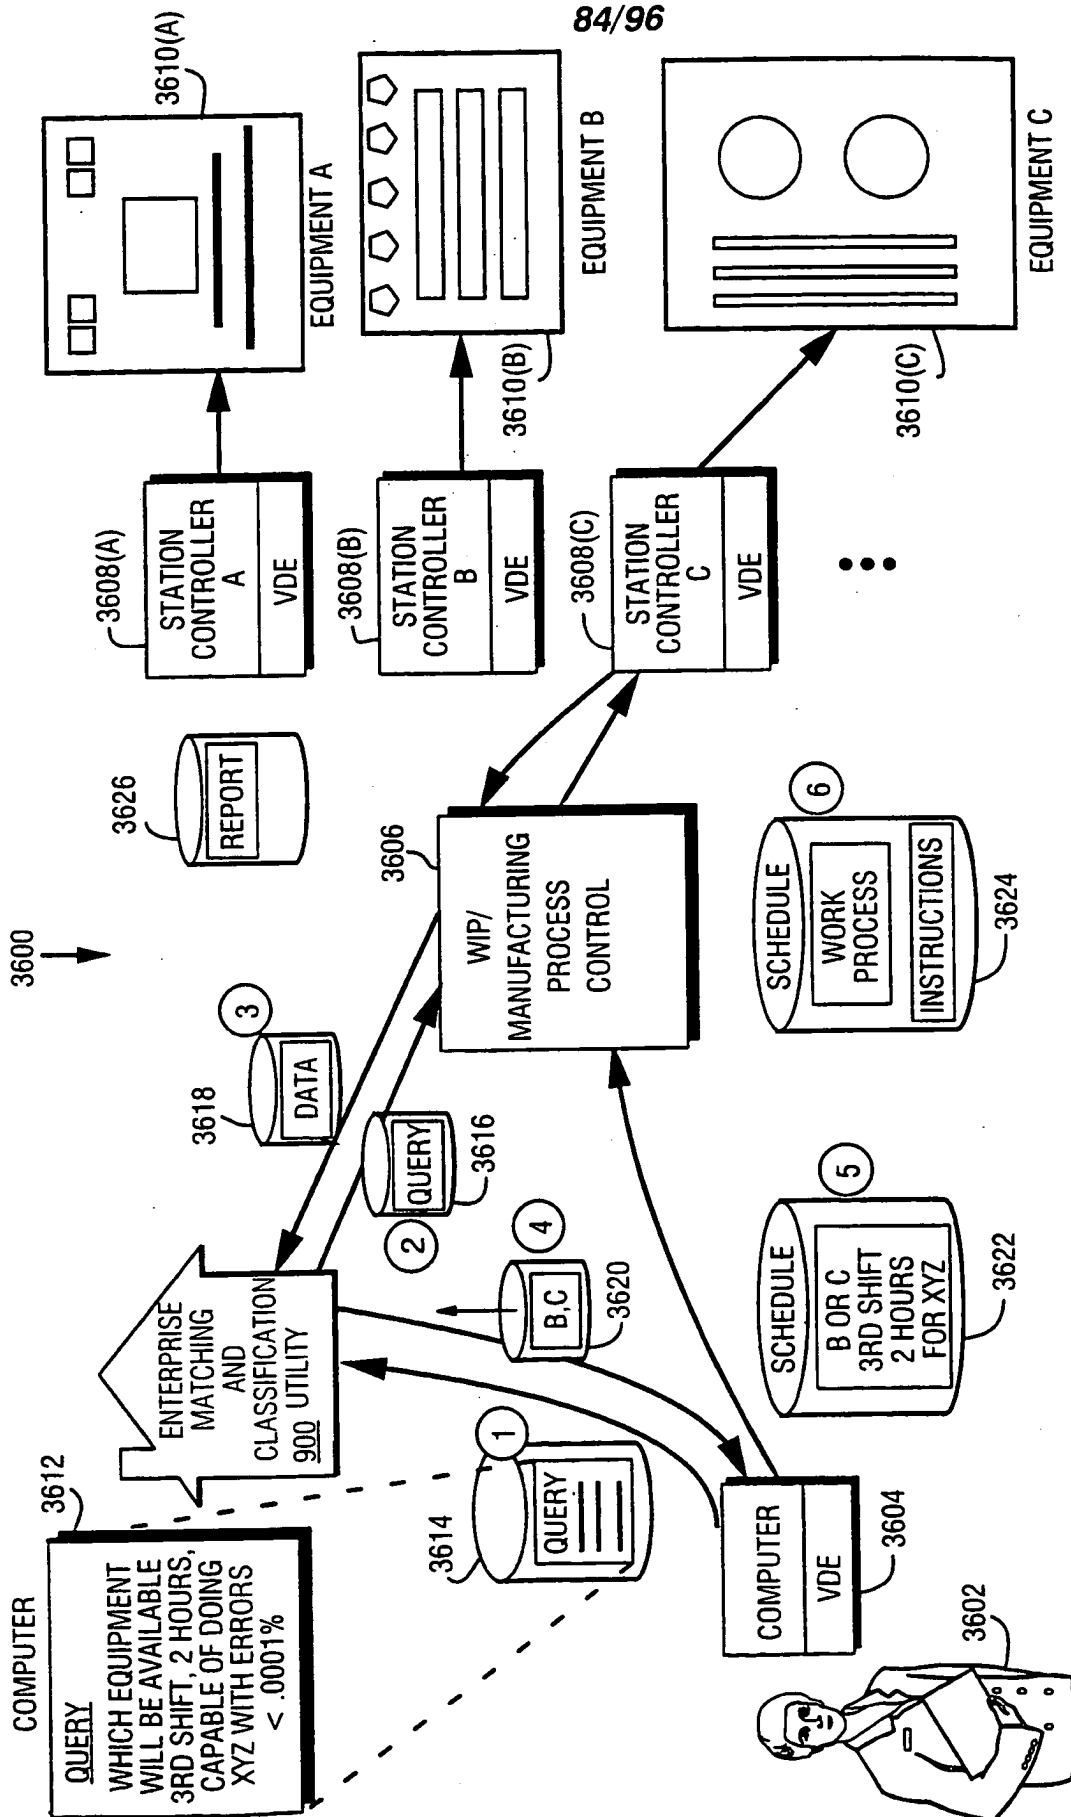 84/96
3600
COMPUTER
3612
QUERY
WHICH EQUIPMENT
WILL BE AVAILABLE
3RD SHIFT, 2 HOURS,
CAPABLE OF DOING
XYZ WITH ERRORS
< .0001%
ENTERPRISE
MATCHING
AND
CLASSIFICATION
900 UTILITY
3614
QUERY
1
3618
DATA
3
QUERY
2
3616
B,C
4
3620
COMPUTER
VDE
3604
3602
SCHEDULE
B OR C
3RD SHIFT
2 HOURS
FOR XYZ
5
3622
3606
WIP/
MANUFACTURING
PROCESS
CONTROL
SCHEDULE
WORK
PROCESS
INSTRUCTIONS
6
3624
3626
REPORT
3608(A)
STATION
CONTROLLER
A
VDE
3608(B)
STATION
CONTROLLER
B
VDE
3608(C)
STATION
CONTROLLER
C
VDE
3610(A)
EQUIPMENT A
3610(B)
EQUIPMENT B
3610(C)
EQUIPMENT C